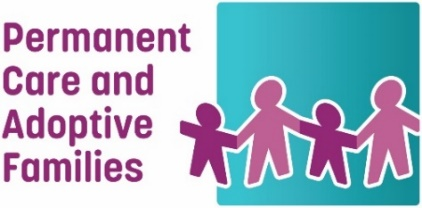 Permanent
Care and
Adoptive
Families